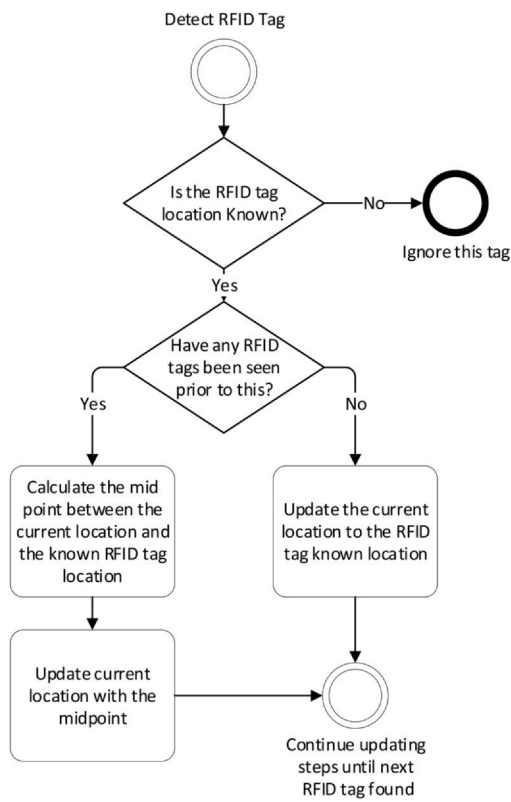 Detect RFID Tag
Is the RFID tag
location Known?
No
Ignore this tag
Yes
Have any RFID
tags been seen
prior to this?
Yes
No
Calculate the mid
point between the
current location and
the known RFID tag
location
Update the current
location to the RFID
tag known location
Update current
location with the
midpoint
Continue updating
steps until next
RFID tag found